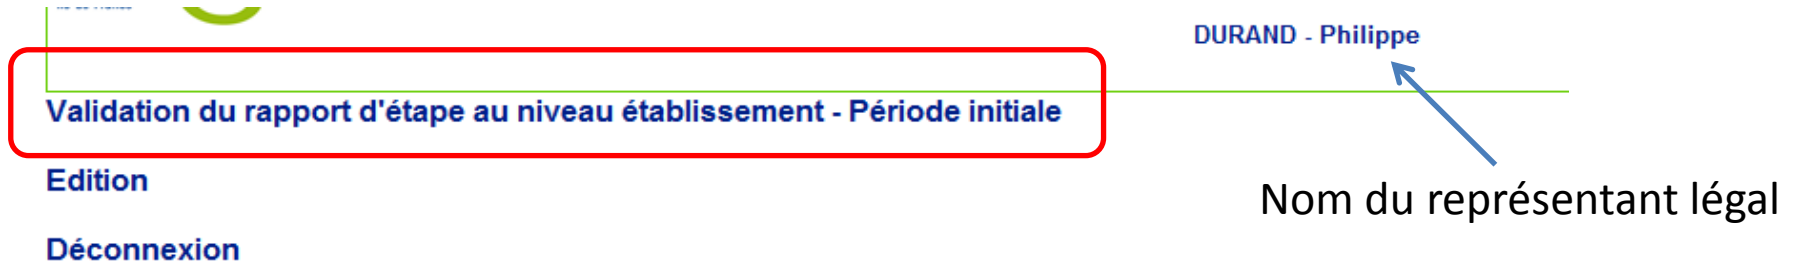 DURAND - Philippe
Validation du rapport d'étape au niveau établissement - Période initiale
Edition
Nom du représentant légal
Déconnexion